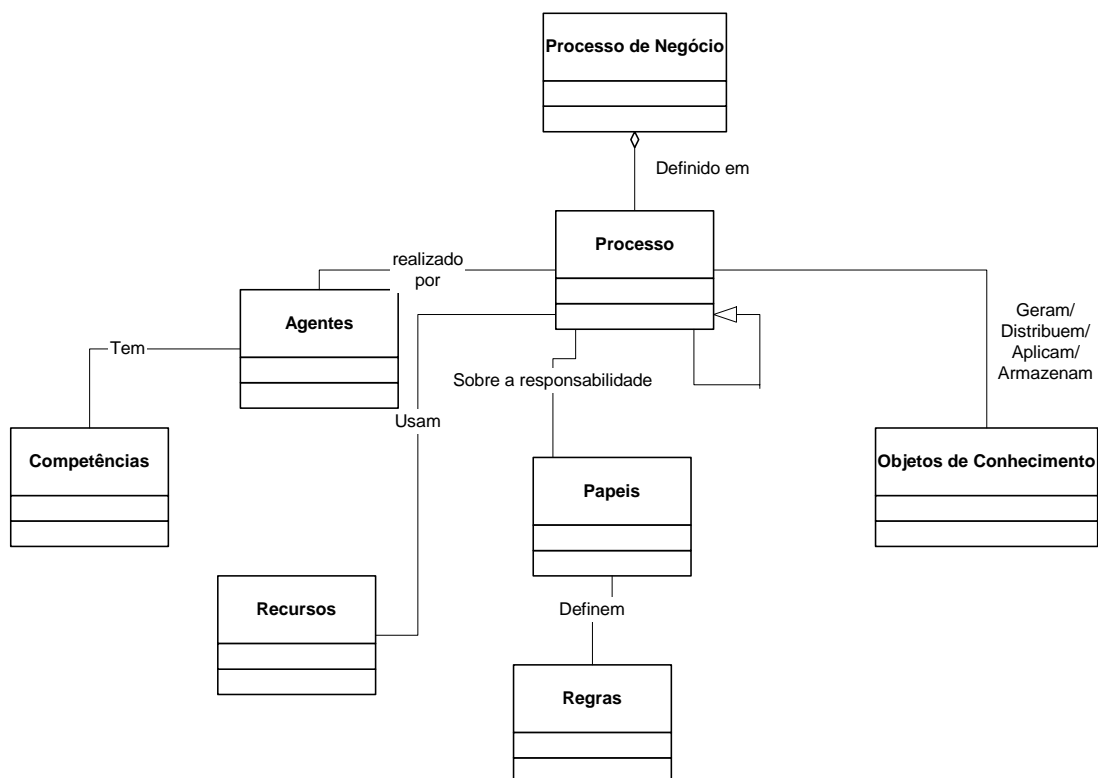 Processo de Negócio
Definido em
Processo
realizado
por
Agentes
Geram/
Distribuem/
Aplicam/
Armazenam
Tem
Sobre a responsabilidade
Usam
Competências
Papeis
Objetos de Conhecimento
Recursos
Definem
Regras